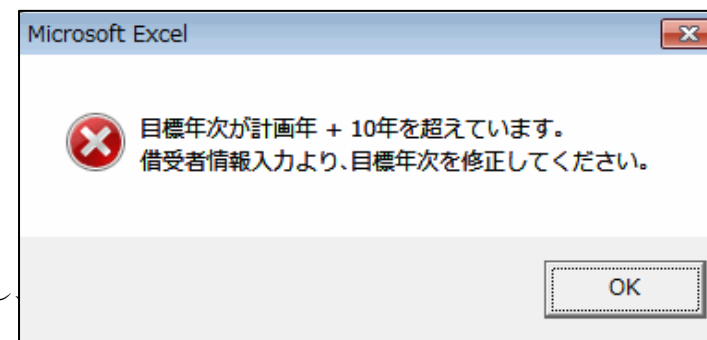 Microsoft Excel
目標年次が計画年 + 10年を超えています。
借受者情報入力より、目標年次を修正してください。
OK
し、